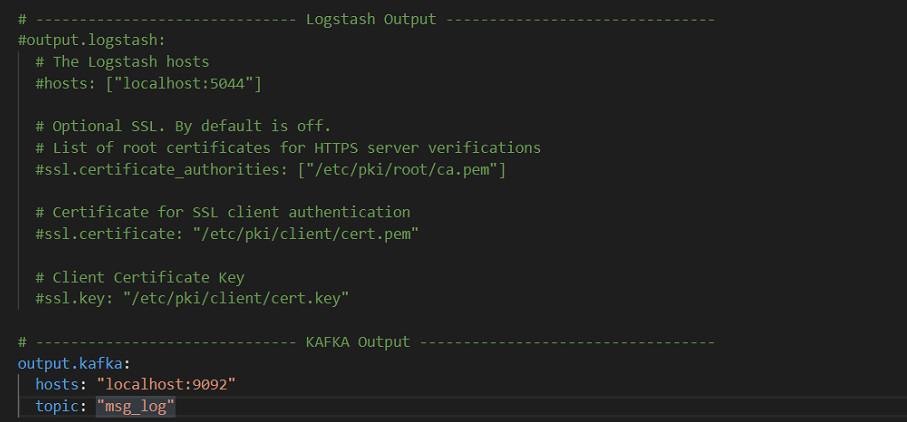 # ------------------------------ Logstash Output -------------------------------
#output.logstash:
# The Logstash hosts
#hosts: ["localhost:5044"]
# Optional SSL. By default is off.
# List of root certificates for HTTPS server verifications
#ssl.certificate_authorities: ["/etc/pki/root/ca.pem"]
# Certificate for SSL client authentication
#ssl.certificate: "/etc/pki/client/cert.pem"
# Client Certificate Key
#ssl.key: "/etc/pki/client/cert.key"
# ------------------------------ KAFKA Output ----------------------------------
output.kafka:
hosts: "localhost:9092"
topic: "msg_log"